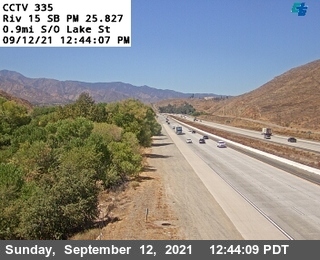 CCTV 335
Riv 15 SB PM 25.827
0.9mi S/O Lake St
09/12/21 12:44:07 PM
Sunday, September 12, 2021 12:44:09 PDT